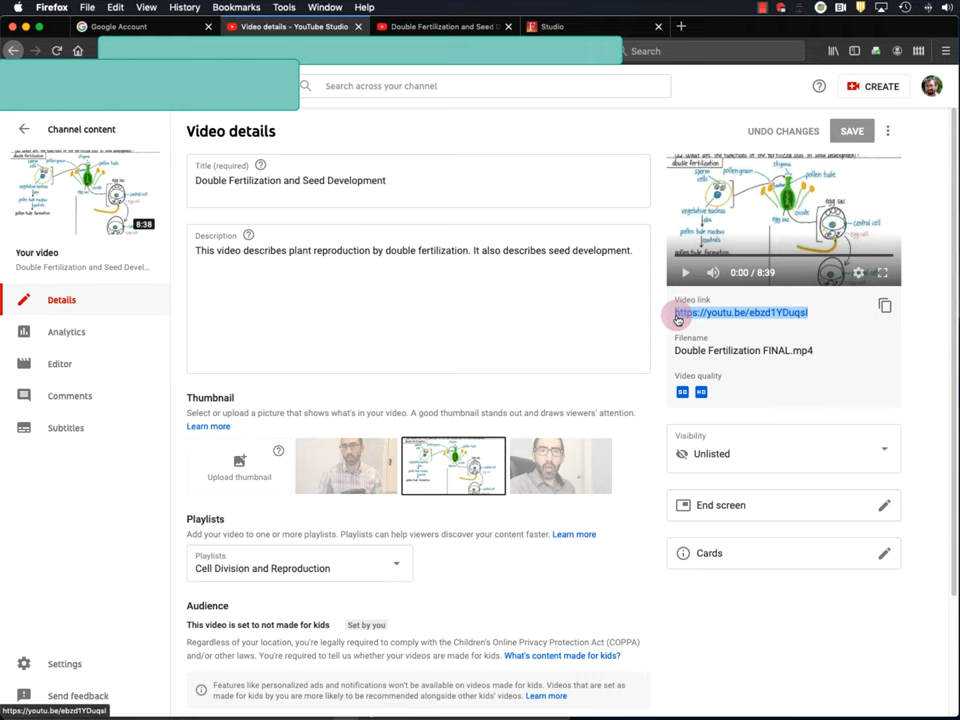 Firefox File Edit View History Bookmarks Tools Window Help
Google Account
Video details - YouTube Studio
Double Fertilization and Seed D
Studio
Search
Search across your channel
CREATE
Channel content
Video details
UNDO CHANGES
SAVE
double fertilization
sperm cells
pollen grain
stigma
pollen tube
vegetative nucleus
aka
pollen tube nucleus
controls
pollen tube formation
ovule
egg sac
central cell
egg cell
8:38
Title (required)
Double Fertilization and Seed Development
Description
This video describes plant reproduction by double fertilization. It also describes seed development.
0:00 / 8:39
Video link
https://youtu.be/ebzd1YDuqsI
Filename
Double Fertilization FINAL.mp4
Video quality
SD HD
Your video
Double Fertilization and Seed Devel...
Details
Analytics
Editor
Comments
Subtitles
Thumbnail
Select or upload a picture that shows what's in your video. A good thumbnail stands out and draws viewers' attention.
Learn more
Upload thumbnail
Visibility
Unlisted
End screen
Cards
Playlists
Add your video to one or more playlists. Playlists can help viewers discover your content faster. Learn more
Playlists
Cell Division and Reproduction
Audience
This video is set to not made for kids Set by you
Regardless of your location, you're legally required to comply with the Children's Online Privacy Protection Act (COPPA)
and/or other laws. You're required to tell us whether your videos are made for kids. What's content made for kids?
Features like personalized ads and notifications won't be available on videos made for kids. Videos that are set as
made for kids by you are more likely to be recommended alongside other kids' videos. Learn more
Settings
Send feedback
https://youtu.be/ebzd1YDuqsI